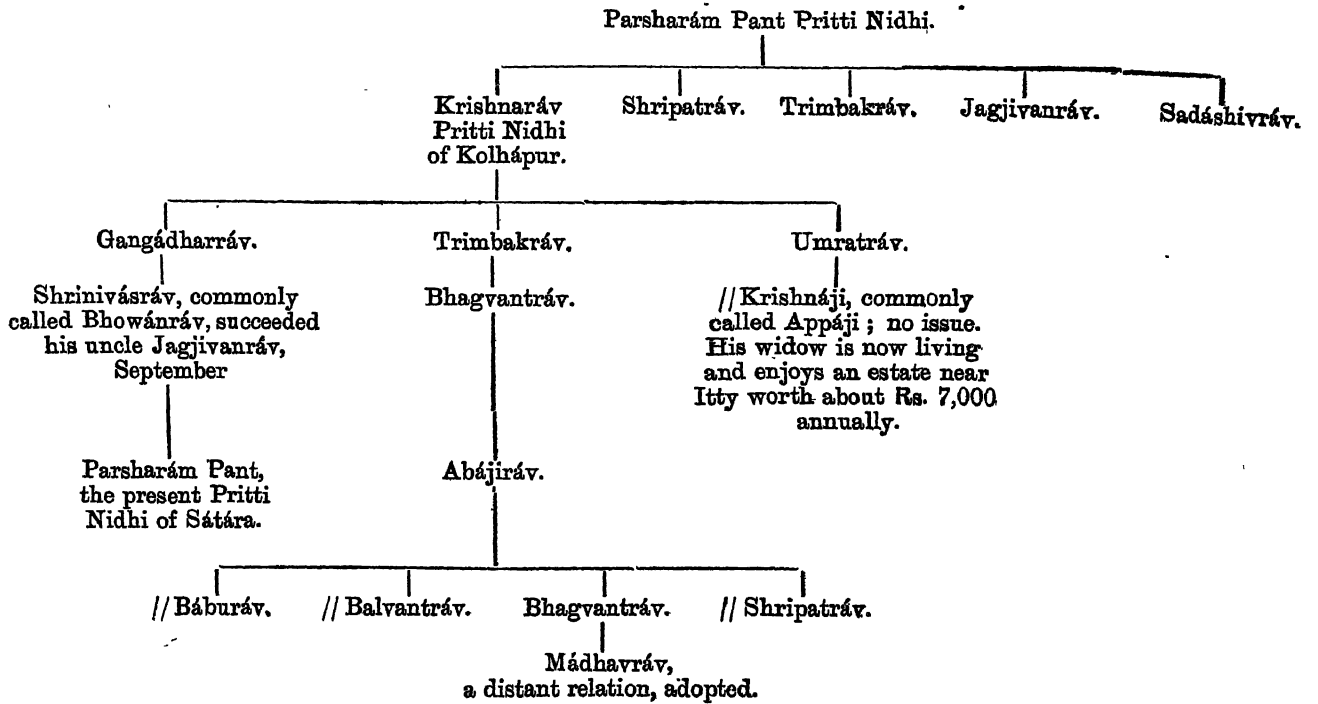 Parsharám Pant Pritti Nidhi.
Krishnaráv
Pritti Nidhi
of Kolhápur.
Shripatráv.
Trimbakráv.
Jagjivanráv.
Sadáshivráv.
Gangádharráv.
Trimbakráv.
Umratráv.
Shrinivásráv, commonly
called Bhowánráv, succeeded
his uncle Jagjivanráv,
September
Bhagvantráv.
//Krishnáji, commonly
called Appáji ; no issue.
His widow is now living
and enjoys an estate near
Itty worth about Rs. 7,000
annually.
Parsharám Pant,
the present Pritti
Nidhi of Sátára.
Abájiráv.
//Báburáv.
//Balvantráv.
Bhagvantráv.
// Shripatráv.
Mádhavráv,
a distant relation, adopted.